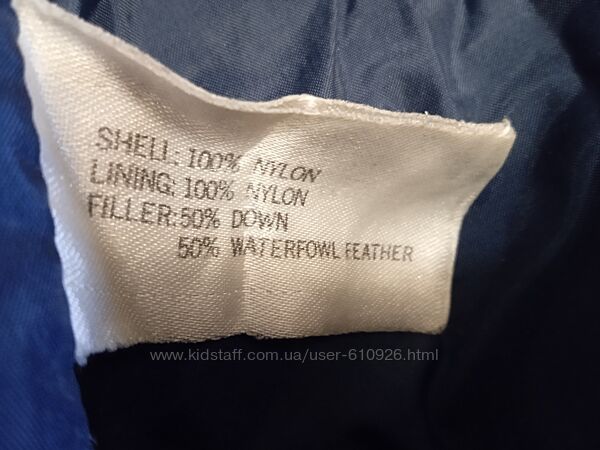 SHELL: 100% NYLON
LINING: 100% NYLON
FILLER: 50% DOWN
50% WATERFOWL FEATHER
www.kidstaff.com.ua/user-610926.html